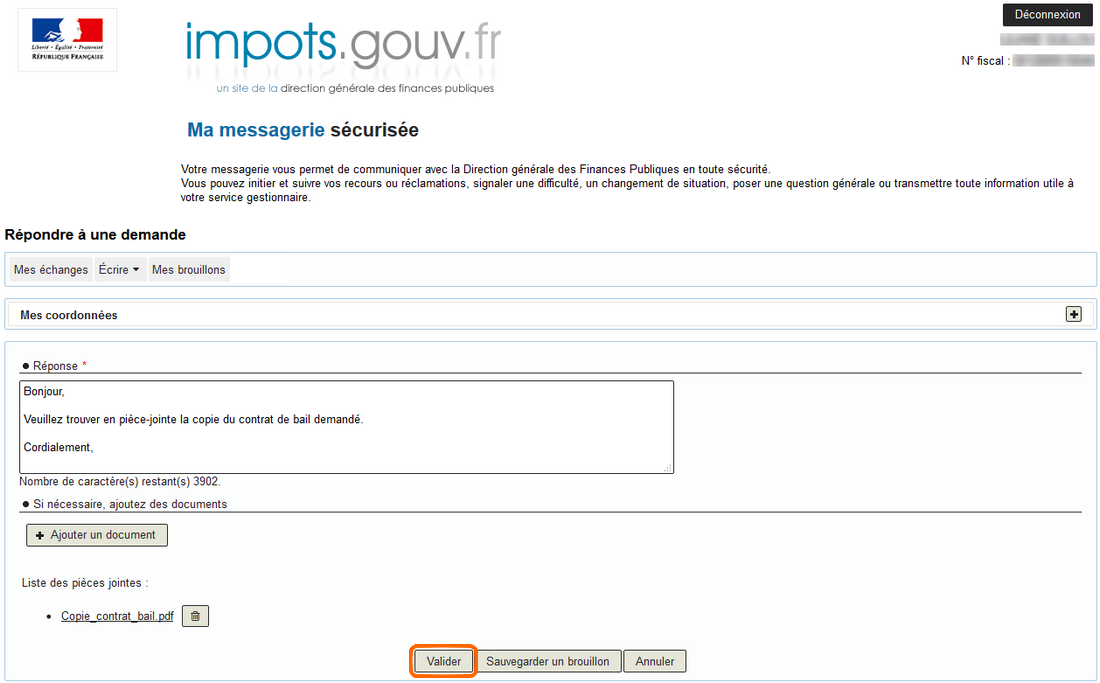 Déconnexion
Liberté • Égalité • Fraternité
RÉPUBLIQUE FRANÇAISE
impots.gouv.fr
N° fiscal :
un site de la direction générale des finances publiques
Ma messagerie sécurisée
Votre messagerie vous permet de communiquer avec la Direction générale des Finances Publiques en toute sécurité.
Vous pouvez initier et suivre vos recours ou réclamations, signaler une difficulté, un changement de situation, poser une question générale ou transmettre toute information utile à
votre service gestionnaire.
Répondre à une demande
Mes échanges Écrire Mes brouillons
Mes coordonnées
Réponse *
Bonjour,
Veuillez trouver en pièce-jointe la copie du contrat de bail demandé.
Cordialement,
Nombre de caractère(s) restant(s) 3902.
Si nécessaire, ajoutez des documents
Ajouter un document
Liste des pièces jointes :
Copie_contrat_bail.pdf
Valider Sauvegarder un brouillon Annuler